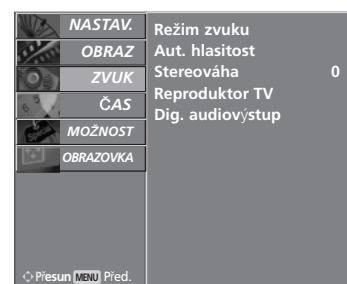 NASTAV.
OBRAZ
ZVUK
ČAS
MOŽNOST
OBRAZOVKA
Režim zvuku
Aut. hlasitost
Stereováha 0
Reproduktor TV
Dig. audiovýstup
Přesun MENU Před.